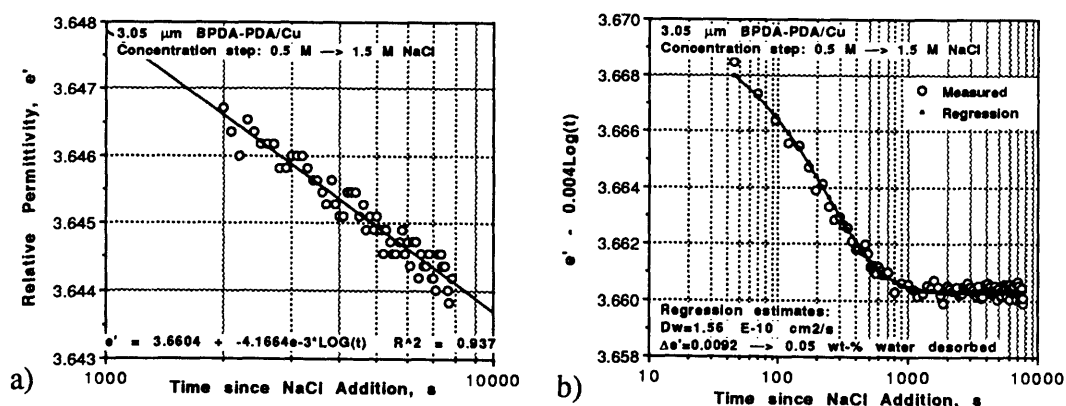 3.648
3.647
3.646
3.645
3.644
3.643
Relative Permittivity, e'
3.05 µm BPDA-PDA/Cu
Concentration step: 0.5 M —> 1.5 M NaCl
e' = 3.6604 + -4.1664e-3*LOG(t) R^2 = 0.937
1000
10000
Time since NaCl Addition, s
a)
3.670
3.668
3.666
3.664
3.662
3.660
3.658
e' - 0.004Log(t)
3.05 µm BPDA-PDA/Cu
Concentration step: 0.5 M —> 1.5 M NaCl
Measured
Regression
Regression estimates:
Dw=1.56 E-10 cm2/s
Δe'=0.0092 —> 0.05 wt-% water desorbed
10
100
1000
10000
Time since NaCl Addition, s
b)